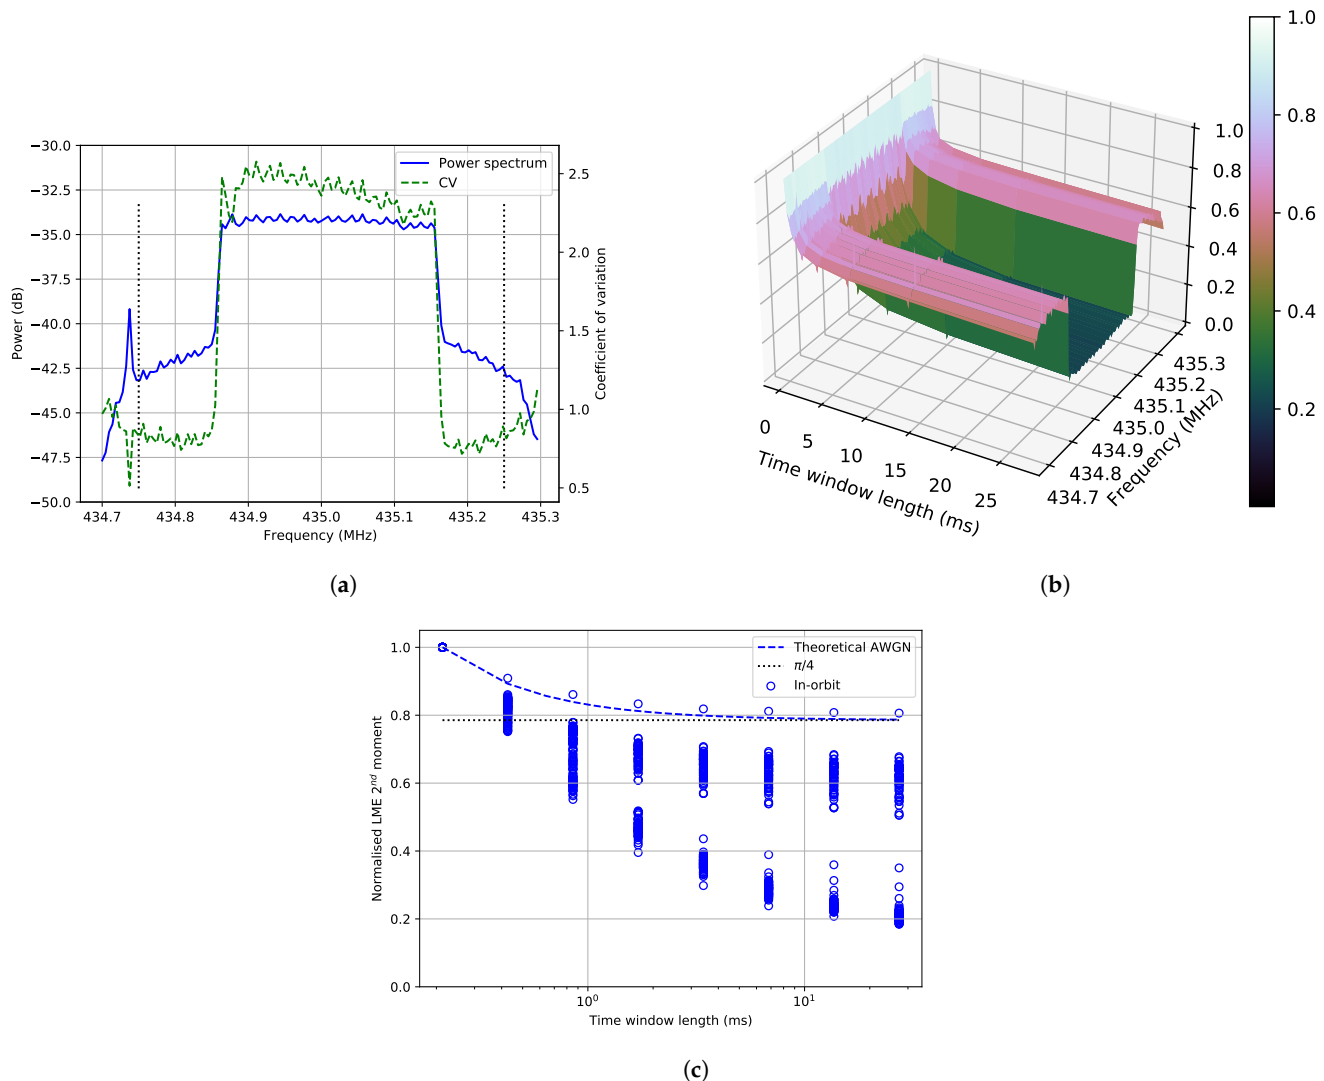 −30.0
−32.5
−35.0
−37.5
−40.0
−42.5
−45.0
−47.5
−50.0
Power (dB)
434.7 434.8 434.9 435.0 435.1 435.2 435.3
Frequency (MHz)
2.5
2.0
1.5
1.0
0.5
Coefficient of variation
Power spectrum
CV
(a)
0 5 10 15 20 25
Time window length (ms)
434.7
434.8
434.9
435.0
435.1
435.2
435.3
Frequency (MHz)
1.0
0.8
0.6
0.4
0.2
0.0
1.0
0.8
0.6
0.4
0.2
(b)
1.0
0.8
0.6
0.4
0.2
0.0
Normalised LME 2nd moment
Theoretical AWGN
π/4
In-orbit
10⁰ 10¹
Time window length (ms)
(c)